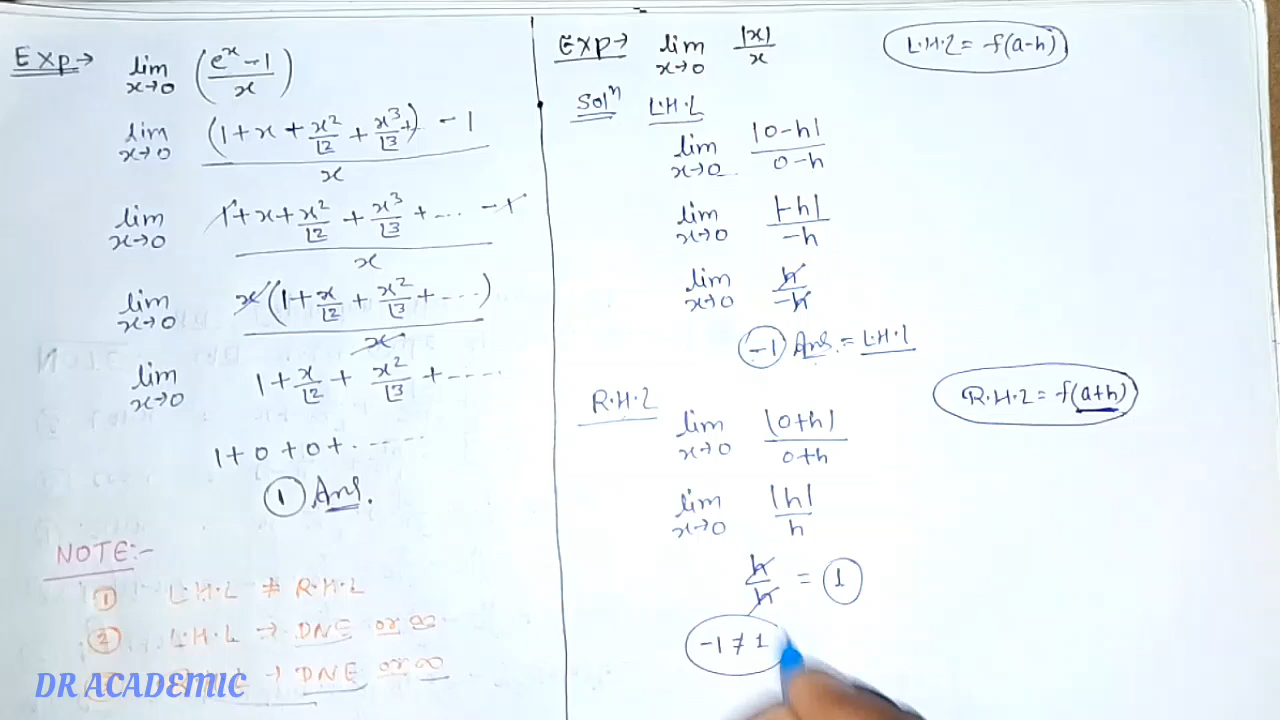 Exp→ lim x→0 (e^x - 1 / x)
lim x→0 (1 + x + x²/⌊2 + x³/⌊3 +) - 1 / x
lim x→0 1 + x + x²/⌊2 + x³/⌊3 + .... - 1 / x
lim x→0 x(1 + x/⌊2 + x²/⌊3 + ....) / x
lim x→0 1 + x/⌊2 + x²/⌊3 + .....
1 + 0 + 0 + ......
① Ans.
NOTE:-
① L.H.L ≠ R.H.L
② L.H.L → DNE or ∞
→ DNE or ∞
DR ACADEMIC
Exp→ lim x→0 |x|/x
L.H.L = f(a-h)
Solⁿ L.H.L
lim x→0 |0-h| / 0-h
lim x→0 |-h| / -h
lim x→0 h / -h
-1 Ans. = L.H.L
R.H.L
R.H.L = f(a+h)
lim x→0 |0+h| / 0+h
lim x→0 |h| / h
h/h = 1
-1 ≠ 1